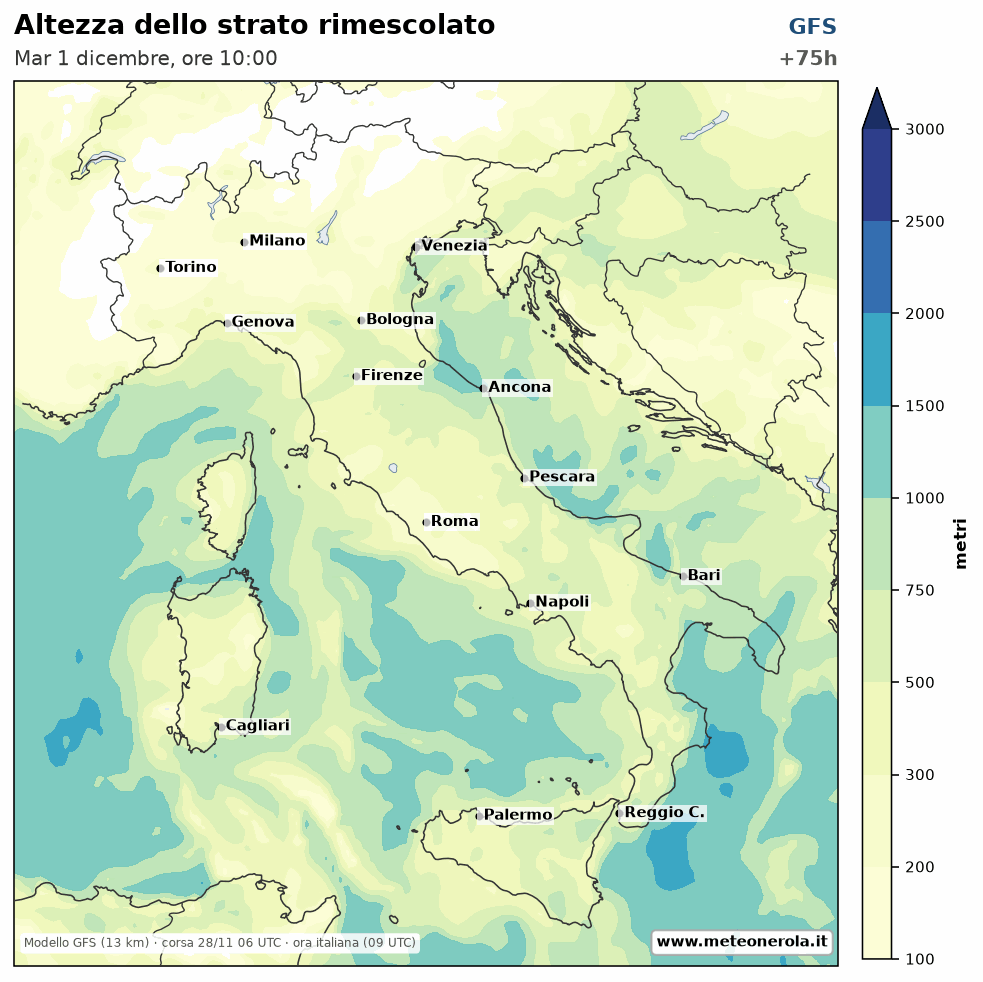 Altezza dello strato rimescolato
GFS
Mar 1 dicembre, ore 10:00
+75h
3000
2500
2000
1500
1000
750
500
300
200
100
metri
Milano
Venezia
Torino
Genova
Bologna
Firenze
Ancona
Pescara
Roma
Bari
Napoli
Cagliari
Palermo
Reggio C.
Modello GFS (13 km) · corsa 28/11 06 UTC · ora italiana (09 UTC)
www.meteonerola.it